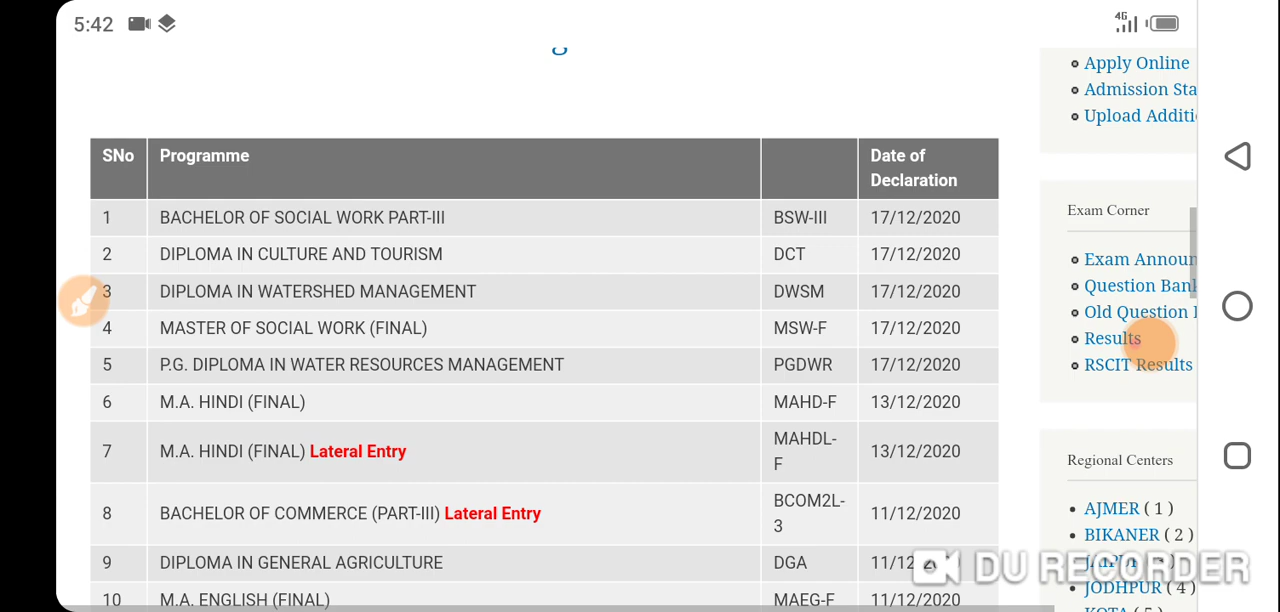 5:42
4G
Apply Online
Admission Sta
Upload Additi
SNo Programme Date of Declaration
1 BACHELOR OF SOCIAL WORK PART-III BSW-III 17/12/2020
2 DIPLOMA IN CULTURE AND TOURISM DCT 17/12/2020
3 DIPLOMA IN WATERSHED MANAGEMENT DWSM 17/12/2020
4 MASTER OF SOCIAL WORK (FINAL) MSW-F 17/12/2020
5 P.G. DIPLOMA IN WATER RESOURCES MANAGEMENT PGDWR 17/12/2020
6 M.A. HINDI (FINAL) MAHD-F 13/12/2020
7 M.A. HINDI (FINAL) Lateral Entry MAHDL-F 13/12/2020
8 BACHELOR OF COMMERCE (PART-III) Lateral Entry BCOM2L-3 11/12/2020
9 DIPLOMA IN GENERAL AGRICULTURE DGA 11/12
10 M.A. ENGLISH (FINAL) MAEG-F 11/12/2020
Exam Corner
Exam Announ
Question Bank
Old Question
Results
RSCIT Results
Regional Centers
AJMER ( 1 )
BIKANER ( 2 )
JODHPUR ( 4 )
DU RECORDER